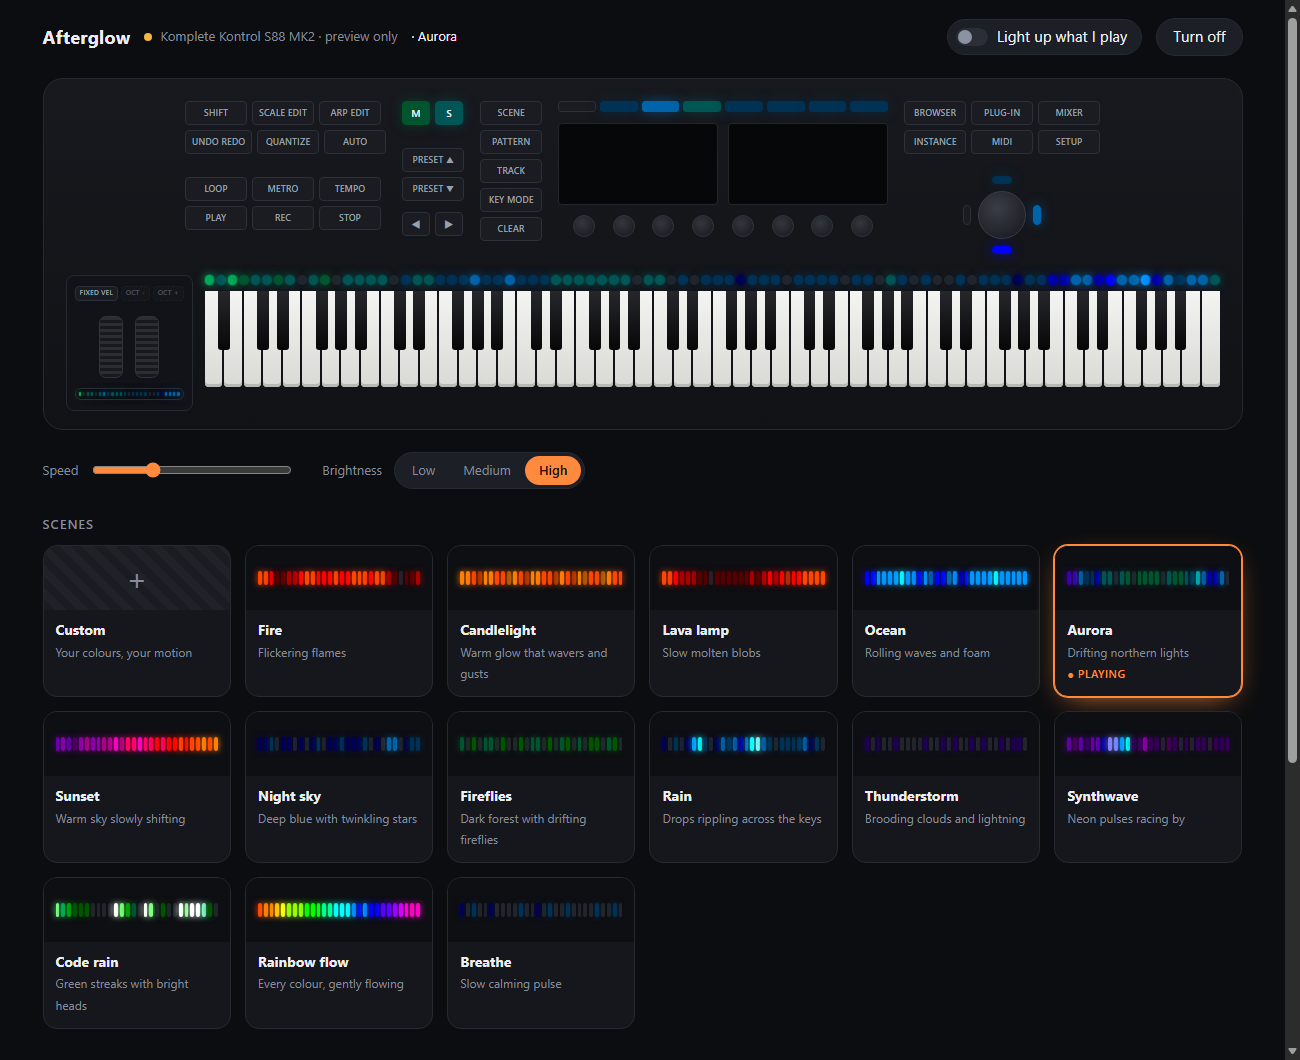 Afterglow
Komplete Kontrol S88 MK2 · preview only · Aurora
Light up what I play
Turn off
SHIFT SCALE EDIT ARP EDIT M S SCENE BROWSER PLUG-IN MIXER
UNDO REDO QUANTIZE AUTO PATTERN INSTANCE MIDI SETUP
PRESET ▲ TRACK
LOOP METRO TEMPO PRESET ▼ KEY MODE
PLAY REC STOP ◀ ▶ CLEAR
FIXED VEL OCT - OCT +
Speed Brightness Low Medium High
SCENES
+
Custom
Your colours, your motion
Fire
Flickering flames
Candlelight
Warm glow that wavers and
gusts
Lava lamp
Slow molten blobs
Ocean
Rolling waves and foam
Aurora
Drifting northern lights
● PLAYING
Sunset
Warm sky slowly shifting
Night sky
Deep blue with twinkling stars
Fireflies
Dark forest with drifting
fireflies
Rain
Drops rippling across the keys
Thunderstorm
Brooding clouds and lightning
Synthwave
Neon pulses racing by
Code rain
Green streaks with bright
heads
Rainbow flow
Every colour, gently flowing
Breathe
Slow calming pulse